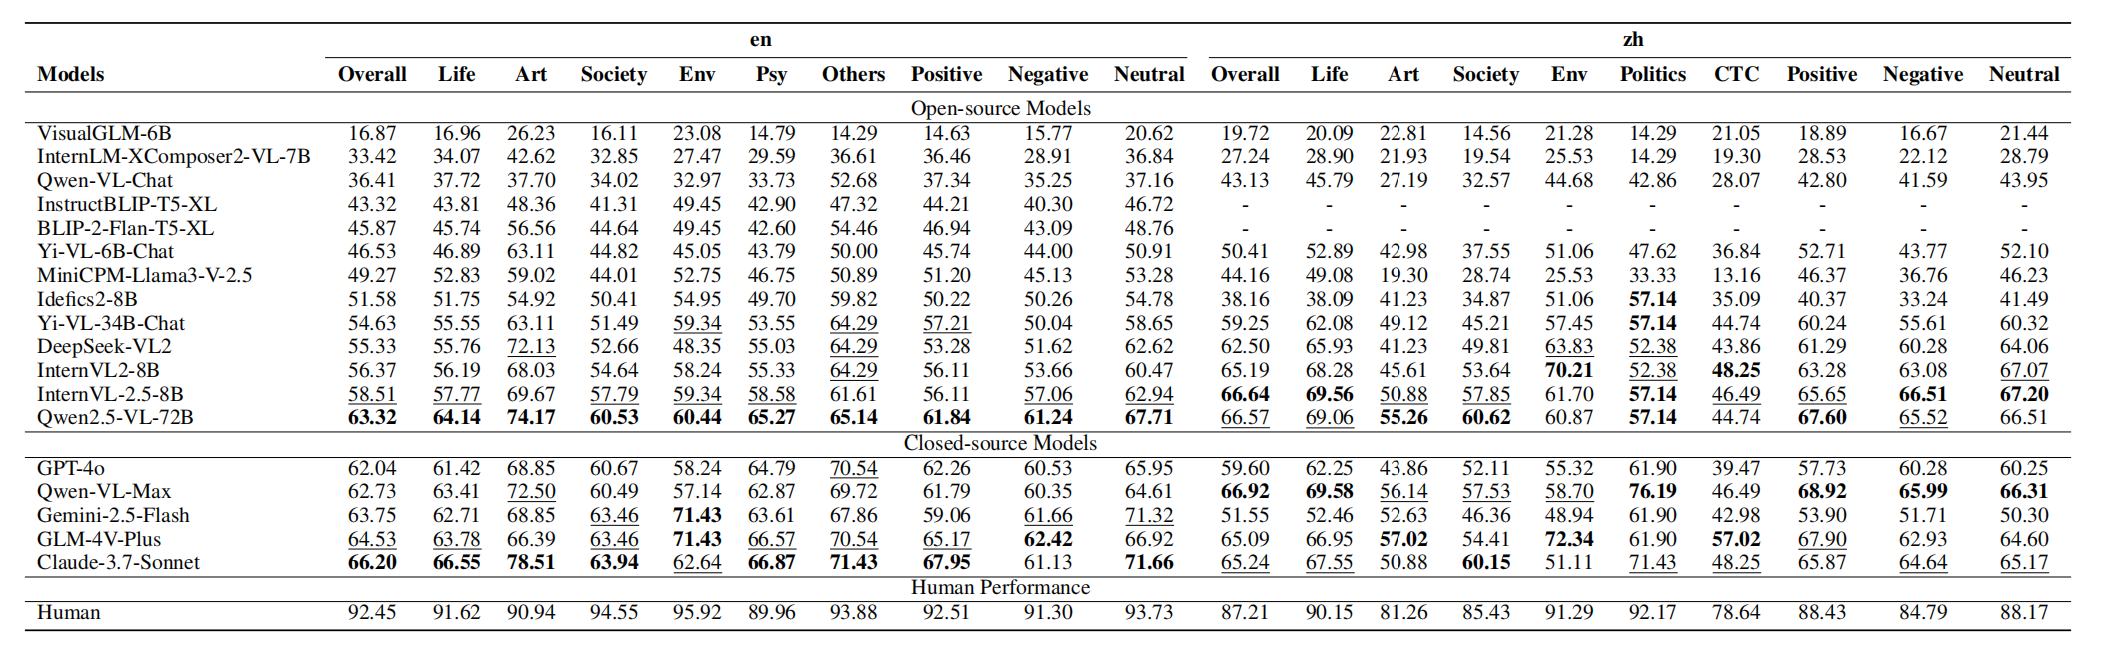 en zh
Models Overall Life Art Society Env Psy Others Positive Negative Neutral Overall Life Art Society Env Politics CTC Positive Negative Neutral
Open-source Models
VisualGLM-6B 16.87 16.96 26.23 16.11 23.08 14.79 14.29 14.63 15.77 20.62 19.72 20.09 22.81 14.56 21.28 14.29 21.05 18.89 16.67 21.44
InternLM-XComposer2-VL-7B 33.42 34.07 42.62 32.85 27.47 29.59 36.61 36.46 28.91 36.84 27.24 28.90 21.93 19.54 25.53 14.29 19.30 28.53 22.12 28.79
Qwen-VL-Chat 36.41 37.72 37.70 34.02 32.97 33.73 52.68 37.34 35.25 37.16 43.13 45.79 27.19 32.57 44.68 42.86 28.07 42.80 41.59 43.95
InstructBLIP-T5-XL 43.32 43.81 48.36 41.31 49.45 42.90 47.32 44.21 40.30 46.72 - - - - - - - - - -
BLIP-2-Flan-T5-XL 45.87 45.74 56.56 44.64 49.45 42.60 54.46 46.94 43.09 48.76 - - - - - - - - - -
Yi-VL-6B-Chat 46.53 46.89 63.11 44.82 45.05 43.79 50.00 45.74 44.00 50.91 50.41 52.89 42.98 37.55 51.06 47.62 36.84 52.71 43.77 52.10
MiniCPM-Llama3-V-2.5 49.27 52.83 59.02 44.01 52.75 46.75 50.89 51.20 45.13 53.28 44.16 49.08 19.30 28.74 25.53 33.33 13.16 46.37 36.76 46.23
Idefics2-8B 51.58 51.75 54.92 50.41 54.95 49.70 59.82 50.22 50.26 54.78 38.16 38.09 41.23 34.87 51.06 57.14 35.09 40.37 33.24 41.49
Yi-VL-34B-Chat 54.63 55.55 63.11 51.49 59.34 53.55 64.29 57.21 50.04 58.65 59.25 62.08 49.12 45.21 57.45 57.14 44.74 60.24 55.61 60.32
DeepSeek-VL2 55.33 55.76 72.13 52.66 48.35 55.03 64.29 53.28 51.62 62.62 62.50 65.93 41.23 49.81 63.83 52.38 43.86 61.29 60.28 64.06
InternVL2-8B 56.37 56.19 68.03 54.64 58.24 55.33 64.29 56.11 53.66 60.47 65.19 68.28 45.61 53.64 70.21 52.38 48.25 63.28 63.08 67.07
InternVL-2.5-8B 58.51 57.77 69.67 57.79 59.34 58.58 61.61 56.11 57.06 62.94 66.64 69.56 50.88 57.85 61.70 57.14 46.49 65.65 66.51 67.20
Qwen2.5-VL-72B 63.32 64.14 74.17 60.53 60.44 65.27 65.14 61.84 61.24 67.71 66.57 69.06 55.26 60.62 60.87 57.14 44.74 67.60 65.52 66.51
Closed-source Models
GPT-4o 62.04 61.42 68.85 60.67 58.24 64.79 70.54 62.26 60.53 65.95 59.60 62.25 43.86 52.11 55.32 61.90 39.47 57.73 60.28 60.25
Qwen-VL-Max 62.73 63.41 72.50 60.49 57.14 62.87 69.72 61.79 60.35 64.61 66.92 69.58 56.14 57.53 58.70 76.19 46.49 68.92 65.99 66.31
Gemini-2.5-Flash 63.75 62.71 68.85 63.46 71.43 63.61 67.86 59.06 61.66 71.32 51.55 52.46 52.63 46.36 48.94 61.90 42.98 53.90 51.71 50.30
GLM-4V-Plus 64.53 63.78 66.39 63.46 71.43 66.57 70.54 65.17 62.42 66.92 65.09 66.95 57.02 54.41 72.34 61.90 57.02 67.90 62.93 64.60
Claude-3.7-Sonnet 66.20 66.55 78.51 63.94 62.64 66.87 71.43 67.95 61.13 71.66 65.24 67.55 50.88 60.15 51.11 71.43 48.25 65.87 64.64 65.17
Human Performance
Human 92.45 91.62 90.94 94.55 95.92 89.96 93.88 92.51 91.30 93.73 87.21 90.15 81.26 85.43 91.29 92.17 78.64 88.43 84.79 88.17